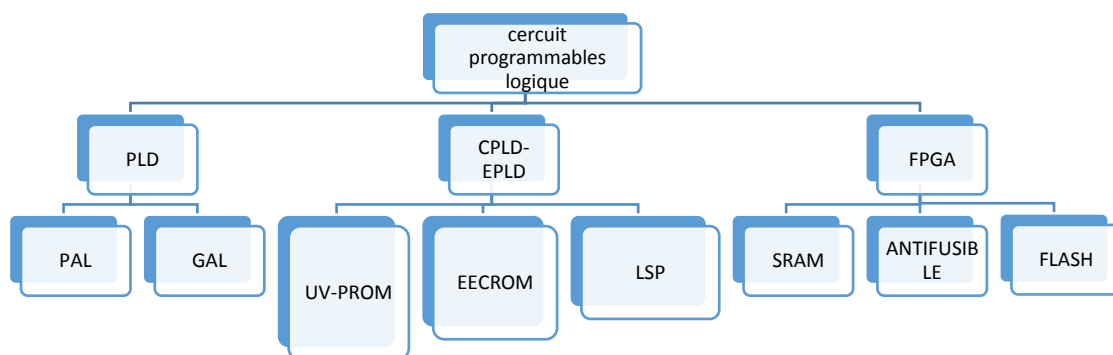 cercuit
programmables
logique
PLD
CPLD-
EPLD
FPGA
PAL
GAL
UV-PROM
EECROM
LSP
SRAM
ANTIFUSIB
LE
FLASH